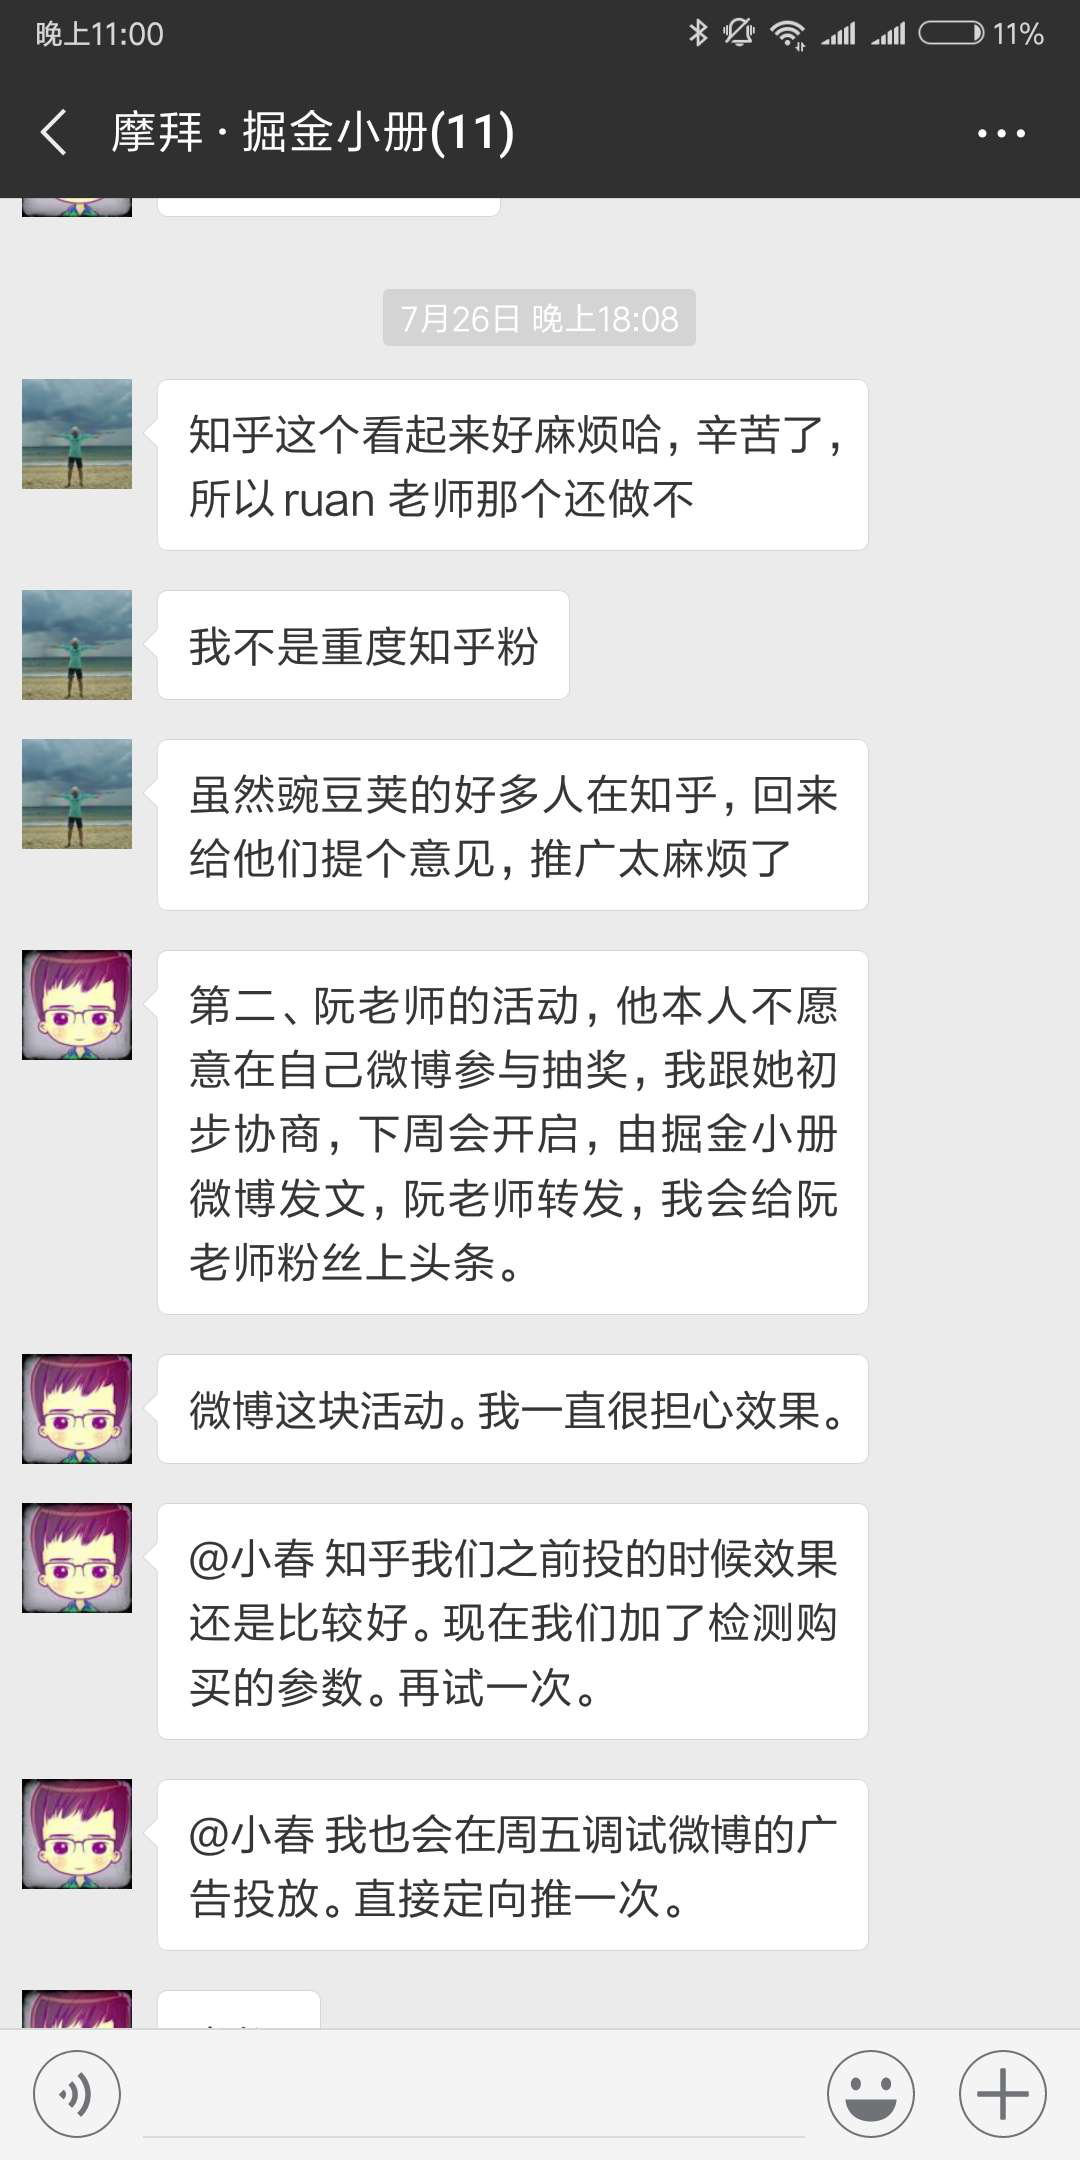 晚上11:00
11%
摩拜 · 掘金小册(11)
7月26日 晚上18:08
知乎这个看起来好麻烦哈，辛苦了，
所以 ruan 老师那个还做不
我不是重度知乎粉
虽然豌豆荚的好多人在知乎，回来
给他们提个意见，推广太麻烦了
第二、阮老师的活动，他本人不愿
意在自己微博参与抽奖，我跟她初
步协商，下周会开启，由掘金小册
微博发文，阮老师转发，我会给阮
老师粉丝上头条。
微博这块活动。我一直很担心效果。
@小春 知乎我们之前投的时候效果
还是比较好。现在我们加了检测购
买的参数。再试一次。
@小春 我也会在周五调试微博的广
告投放。直接定向推一次。